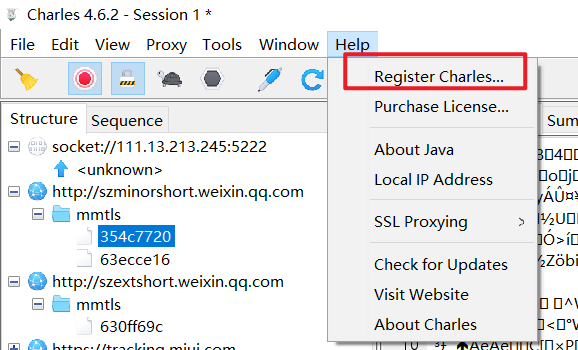 Charles 4.6.2 - Session 1 *
File Edit View Proxy Tools Window Help
Structure Sequence
socket://111.13.213.245:5222
<unknown>
http://szminorshort.weixin.qq.com
mmtls
354c7720
63ecce16
http://szextshort.weixin.qq.com
mmtls
630ff69c
https://tracking.miui.com
Register Charles...
Purchase License...
About Java
Local IP Address
SSL Proxying
Check for Updates
Visit Website
About Charles